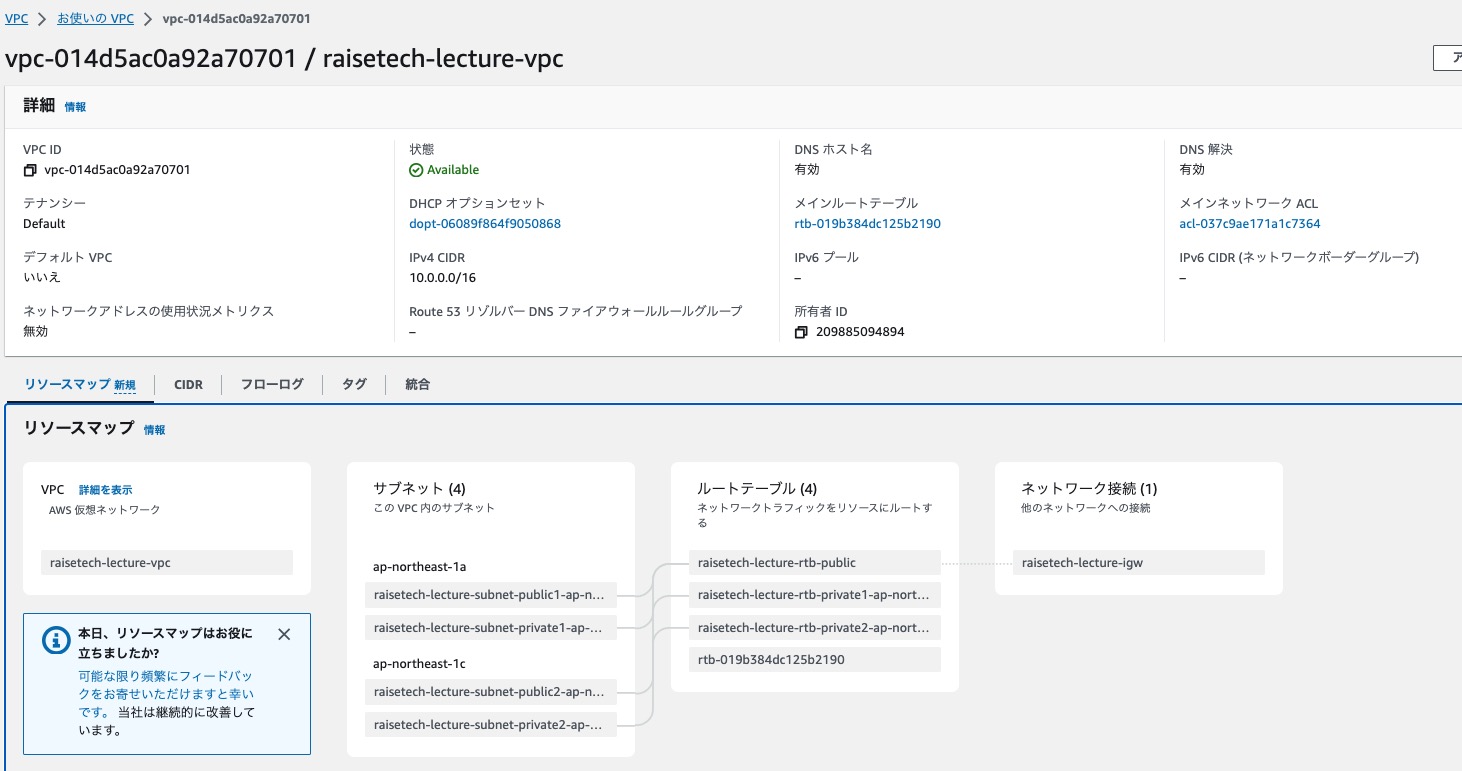 VPC > お使いの VPC > vpc-014d5ac0a92a70701
vpc-014d5ac0a92a70701 / raisetech-lecture-vpc
ア
詳細 情報
VPC ID
vpc-014d5ac0a92a70701
状態
Available
DNS ホスト名
有効
DNS 解決
有効
テナンシー
Default
DHCP オプションセット
dopt-06089f864f9050868
メインルートテーブル
rtb-019b384dc125b2190
メインネットワーク ACL
acl-037c9ae171a1c7364
デフォルト VPC
いいえ
IPv4 CIDR
10.0.0.0/16
IPv6 プール
–
IPv6 CIDR (ネットワークボーダーグループ)
–
ネットワークアドレスの使用状況メトリクス
無効
Route 53 リゾルバー DNS ファイアウォールルールグループ
–
所有者 ID
209885094894
リソースマップ 新規
CIDR
フローログ
タグ
統合
リソースマップ 情報
VPC 詳細を表示
AWS 仮想ネットワーク
raisetech-lecture-vpc
本日、リソースマップはお役に
立ちましたか?
可能な限り頻繁にフィードバッ
クをお寄せいただけますと幸い
です。 当社は継続的に改善して
います。
サブネット (4)
この VPC 内のサブネット
ap-northeast-1a
raisetech-lecture-subnet-public1-ap-n...
raisetech-lecture-subnet-private1-ap-...
ap-northeast-1c
raisetech-lecture-subnet-public2-ap-n...
raisetech-lecture-subnet-private2-ap-...
ルートテーブル (4)
ネットワークトラフィックをリソースにルートす
る
raisetech-lecture-rtb-public
raisetech-lecture-rtb-private1-ap-nort...
raisetech-lecture-rtb-private2-ap-nort...
rtb-019b384dc125b2190
ネットワーク接続 (1)
他のネットワークへの接続
raisetech-lecture-igw